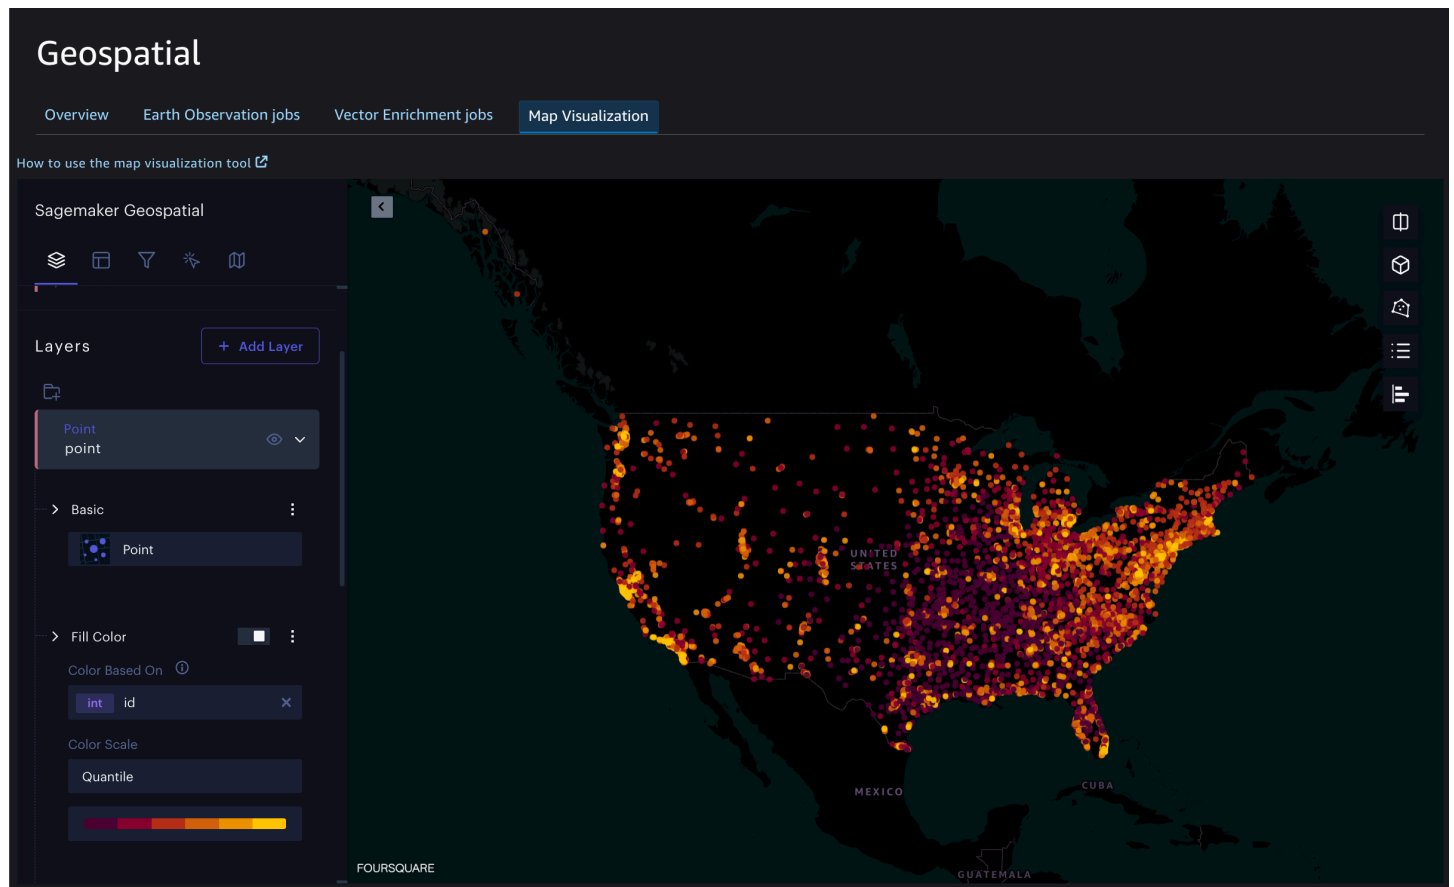 Geospatial
Overview
Earth Observation jobs
Vector Enrichment jobs
Map Visualization
How to use the map visualization tool
Sagemaker Geospatial
Layers
+ Add Layer
Point
point
Basic
Point
Fill Color
Color Based On
int id
Color Scale
Quantile
UNITED
STATES
MEXICO
CUBA
GUATEMALA
FOURSQUARE